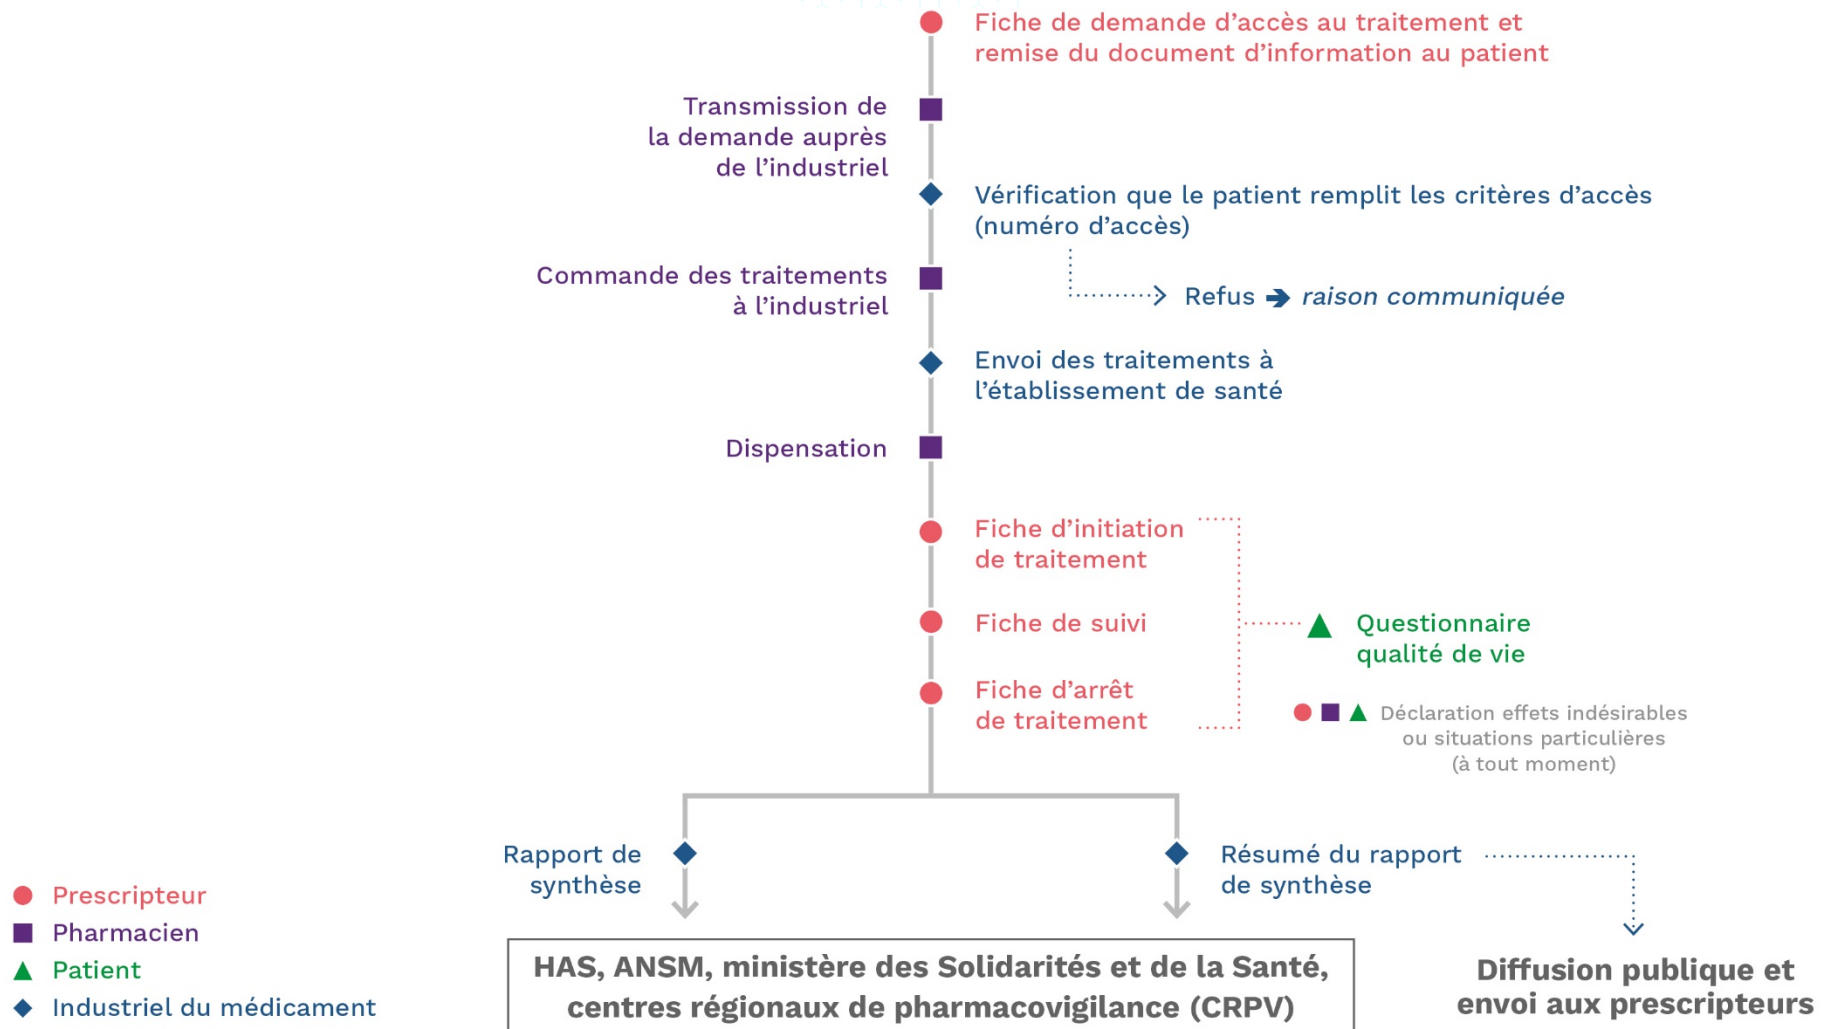 Fiche de demande d’accès au traitement et
remise du document d’information au patient
Transmission de
la demande auprès
de l’industriel
Vérification que le patient remplit les critères d’accès
(numéro d’accès)
Commande des traitements
à l’industriel
Refus ➔ raison communiquée
Envoi des traitements à
l’établissement de santé
Dispensation
Fiche d’initiation
de traitement
Fiche de suivi
Questionnaire
qualité de vie
Fiche d’arrêt
de traitement
Déclaration effets indésirables
ou situations particulières
(à tout moment)
Rapport de
synthèse
Résumé du rapport
de synthèse
Prescripteur
Pharmacien
Patient
Industriel du médicament
HAS, ANSM, ministère des Solidarités et de la Santé,
centres régionaux de pharmacovigilance (CRPV)
Diffusion publique et
envoi aux prescripteurs